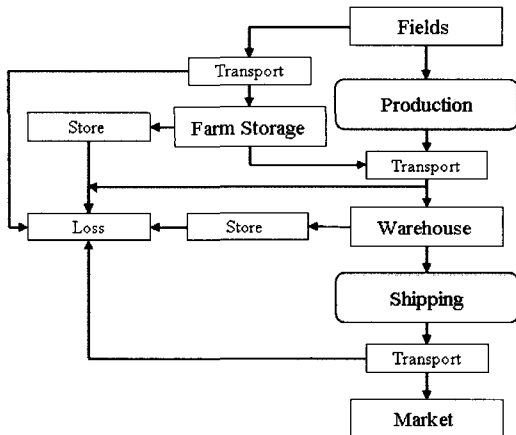 Fields
Transport
Production
Store
Farm Storage
Transport
Loss
Store
Warehouse
Shipping
Transport
Market